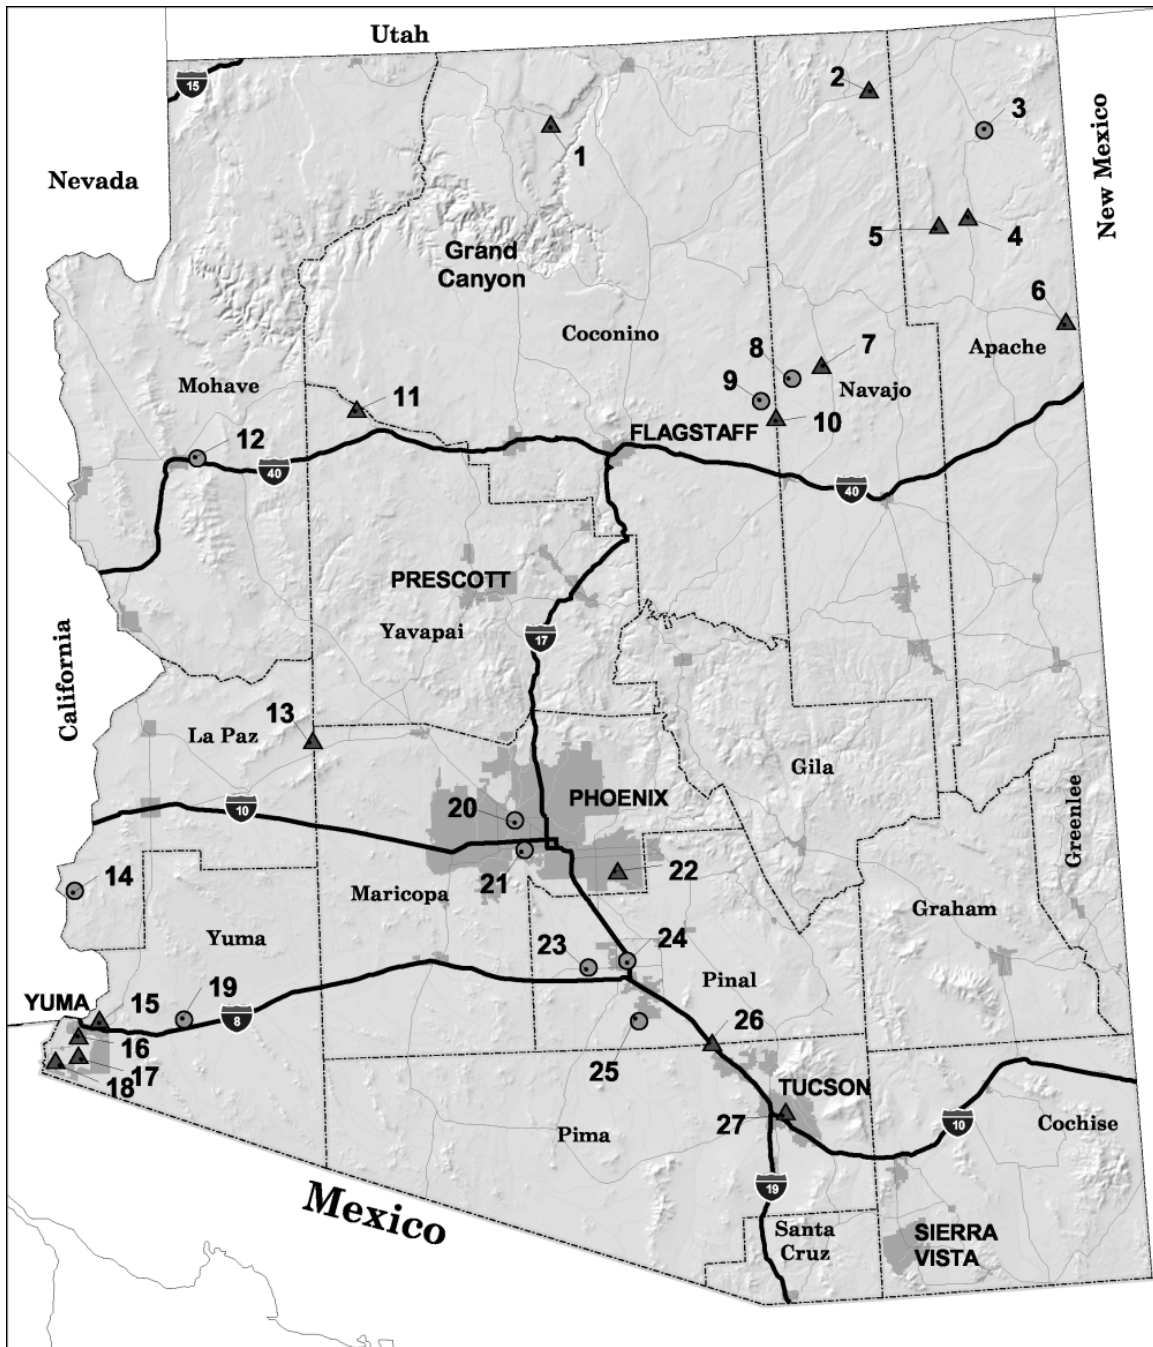 Utah
15
2
3
New Mexico
1
Nevada
5
4
Grand
Canyon
6
Coconino
Apache
8
7
Mohave
9
Navajo
11
10
FLAGSTAFF
12
40
40
PRESCOTT
Yavapai
17
California
13
La Paz
Gila
10
20
PHOENIX
Greenlee
14
21
22
Maricopa
Graham
Yuma
23
24
Pinal
YUMA
15
19
8
26
16
25
17
18
TUCSON
27
Pima
10
Cochise
Mexico
19
Santa
Cruz
SIERRA
VISTA